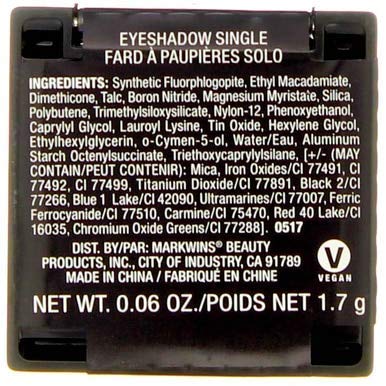 EYESHADOW SINGLE
FARD À PAUPIÈRES SOLO
INGREDIENTS: Synthetic Fluorphlogopite, Ethyl Macadamiate,
Dimethicone, Talc, Boron Nitride, Magnesium Myristate, Silica,
Polybutene, Trimethylsiloxysilicate, Nylon-12, Phenoxyethanol,
Caprylyl Glycol, Lauroyl Lysine, Tin Oxide, Hexylene Glycol,
Ethylhexylglycerin, o-Cymen-5-ol, Water/Eau, Aluminum
Starch Octenylsuccinate, Triethoxycaprylylsilane, [+/- (MAY
CONTAIN/PEUT CONTENIR): Mica, Iron Oxides/CI 77491, CI
77492, CI 77499, Titanium Dioxide/CI 77891, Black 2/CI
77266, Blue 1 Lake/CI 42090, Ultramarines/CI 77007, Ferric
Ferrocyanide/CI 77510, Carmine/CI 75470, Red 40 Lake/CI
16035, Chromium Oxide Greens/CI 77288]. 0517
DIST. BY/PAR: MARKWINS® BEAUTY
PRODUCTS, INC., CITY OF INDUSTRY, CA 91789
MADE IN CHINA / FABRIQUÉ EN CHINE
V
VEGAN
NET WT. 0.06 OZ./POIDS NET 1.7 g